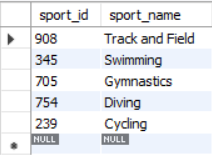 sport_id sport_name
908 Track and Field
345 Swimming
705 Gymnastics
754 Diving
239 Cycling
NULL NULL